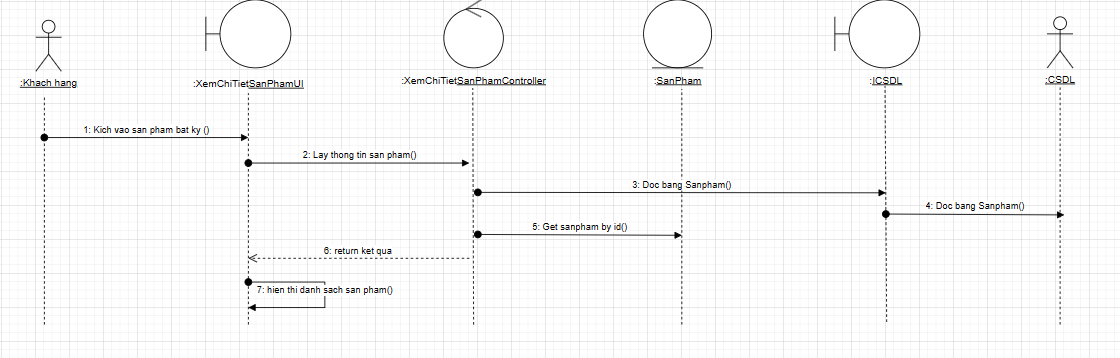 :Khach hang
:XemChiTietSanPhamUI
:XemChiTietSanPhamController
:SanPham
:ICSDL
:CSDL
1: Kich vao san pham bat ky ()
2: Lay thong tin san pham()
3: Doc bang Sanpham()
4: Doc bang Sanpham()
5: Get sanpham by id()
6: return ket qua
7: hien thi danh sach san pham()